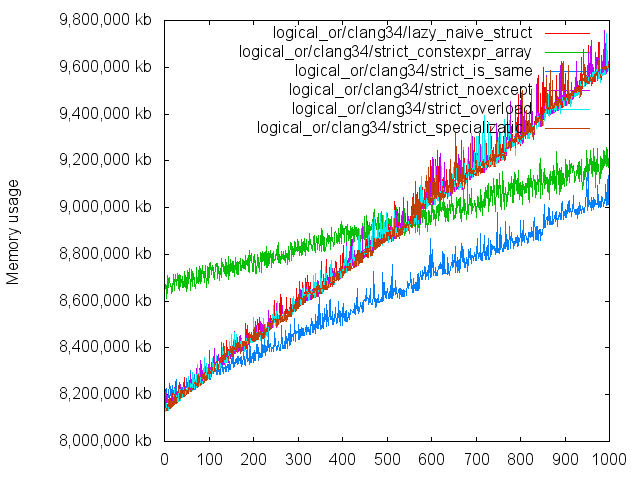 9,800,000 kb
9,600,000 kb
9,400,000 kb
9,200,000 kb
9,000,000 kb
8,800,000 kb
8,600,000 kb
8,400,000 kb
8,200,000 kb
8,000,000 kb
Memory usage
logical_or/clang34/lazy_naive_struct
logical_or/clang34/strict_constexpr_array
logical_or/clang34/strict_is_same
logical_or/clang34/strict_noexcept
logical_or/clang34/strict_overload
logical_or/clang34/strict_specialization
0 100 200 300 400 500 600 700 800 900 1000